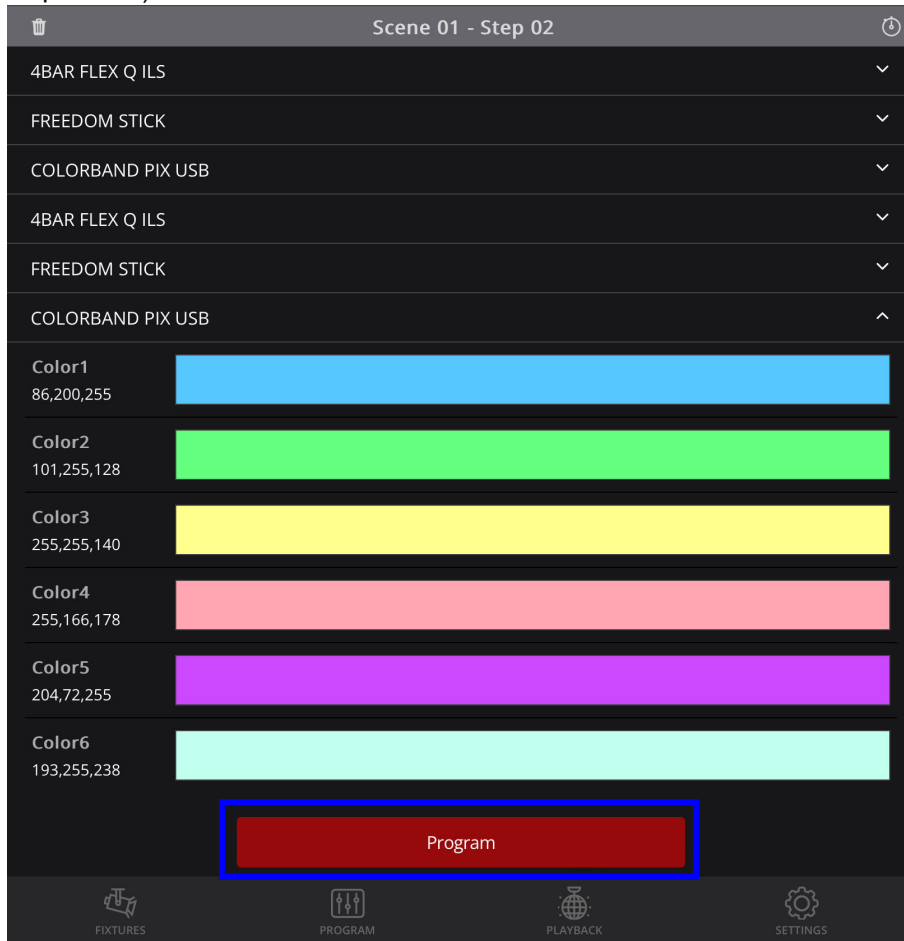 Scene 01 - Step 02
4BAR FLEX Q ILS
FREEDOM STICK
COLORBAND PIX USB
4BAR FLEX Q ILS
FREEDOM STICK
COLORBAND PIX USB
Color1
86,200,255
Color2
101,255,128
Color3
255,255,140
Color4
255,166,178
Color5
204,72,255
Color6
193,255,238
Program
FIXTURES PROGRAM PLAYBACK SETTINGS